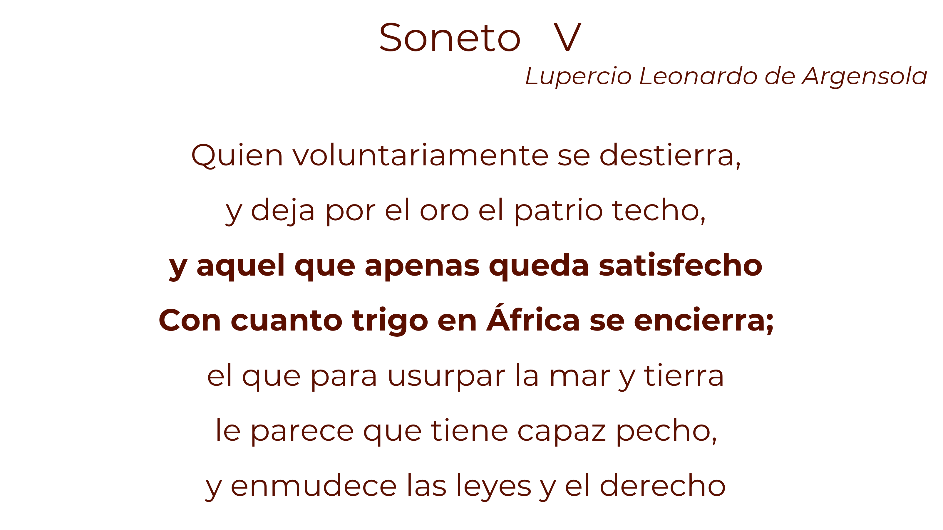 Soneto V
Lupercio Leonardo de Argensola
Quien voluntariamente se destierra,
y deja por el oro el patrio techo,
y aquel que apenas queda satisfecho
Con cuanto trigo en África se encierra;
el que para usurpar la mar y tierra
le parece que tiene capaz pecho,
y enmudece las leyes y el derecho